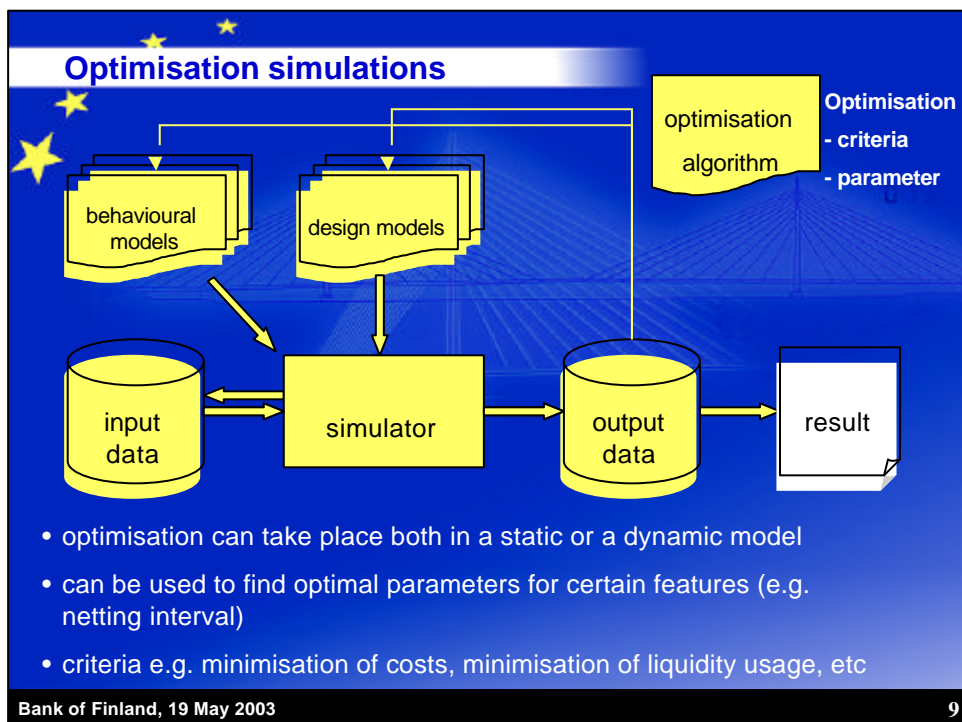 Optimisation simulations
optimisation
algorithm
Optimisation
- criteria
- parameter
behavioural
models
design models
input
data
simulator
output
data
result
• optimisation can take place both in a static or a dynamic model
• can be used to find optimal parameters for certain features (e.g.
netting interval)
• criteria e.g. minimisation of costs, minimisation of liquidity usage, etc
Bank of Finland, 19 May 2003
9